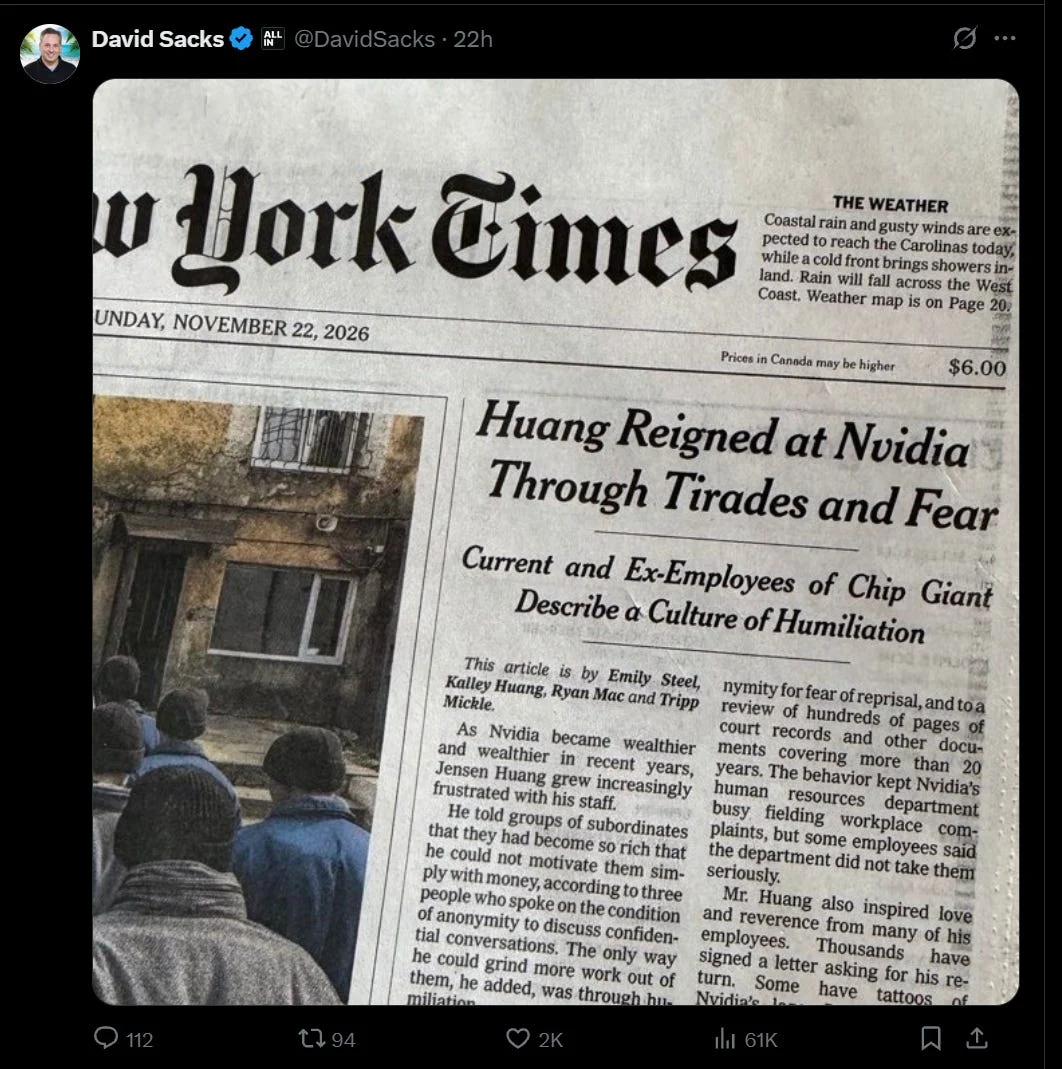 David Sacks ALL IN @DavidSacks · 22h
w York Times
THE WEATHER
Coastal rain and gusty winds are ex-
pected to reach the Carolinas today,
while a cold front brings showers in-
land. Rain will fall across the West
Coast. Weather map is on Page 20.
UNDAY, NOVEMBER 22, 2026
Prices in Canada may be higher
$6.00
Huang Reigned at Nvidia
Through Tirades and Fear
Current and Ex-Employees of Chip Giant
Describe a Culture of Humiliation
This article is by Emily Steel,
Kalley Huang, Ryan Mac and Tripp
Mickle.
As Nvidia became wealthier
and wealthier in recent years,
Jensen Huang grew increasingly
frustrated with his staff.
He told groups of subordinates
that they had become so rich that
he could not motivate them sim-
ply with money, according to three
people who spoke on the condition
of anonymity to discuss confiden-
tial conversations. The only way
he could grind more work out of
them, he added, was through hu-
miliation
nymity for fear of reprisal, and to a
review of hundreds of pages of
court records and other docu-
ments covering more than 20
years. The behavior kept Nvidia's
human resources department
busy fielding workplace com-
plaints, but some employees said
the department did not take them
seriously.
Mr. Huang also inspired love
and reverence from many of his
employees. Thousands have
signed a letter asking for his re-
turn. Some have tattoos of
Nvidia's
112
94
2K
61K